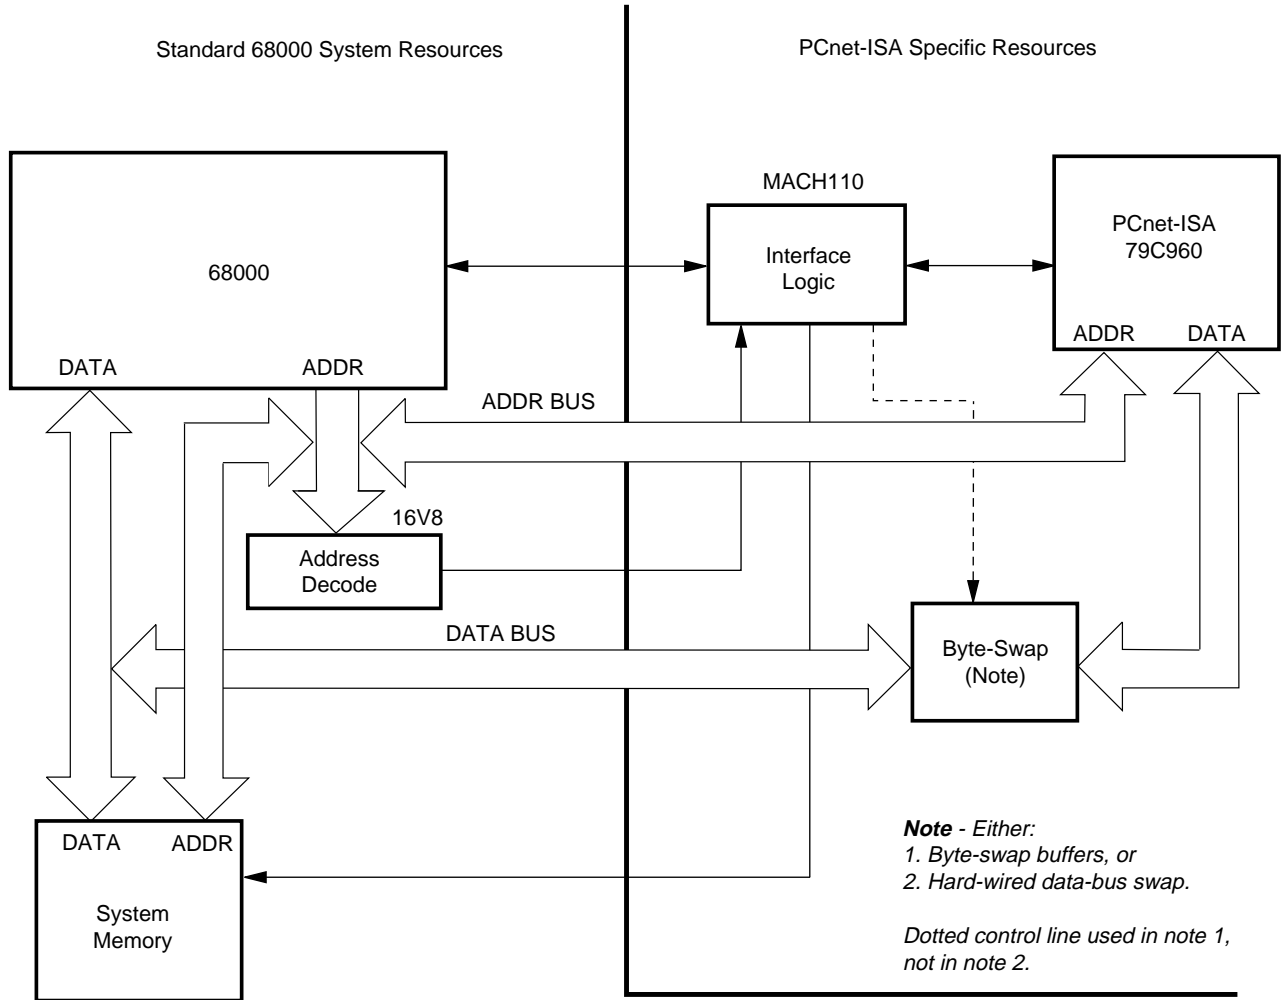 Standard 68000 System Resources
PCnet-ISA Specific Resources
MACH110
68000
DATA
ADDR
Interface
Logic
PCnet-ISA
79C960
ADDR
DATA
ADDR BUS
16V8
Address
Decode
DATA BUS
Byte-Swap
(Note)
DATA
ADDR
System
Memory
Note - Either:
1. Byte-swap buffers, or
2. Hard-wired data-bus swap.
Dotted control line used in note 1,
not in note 2.